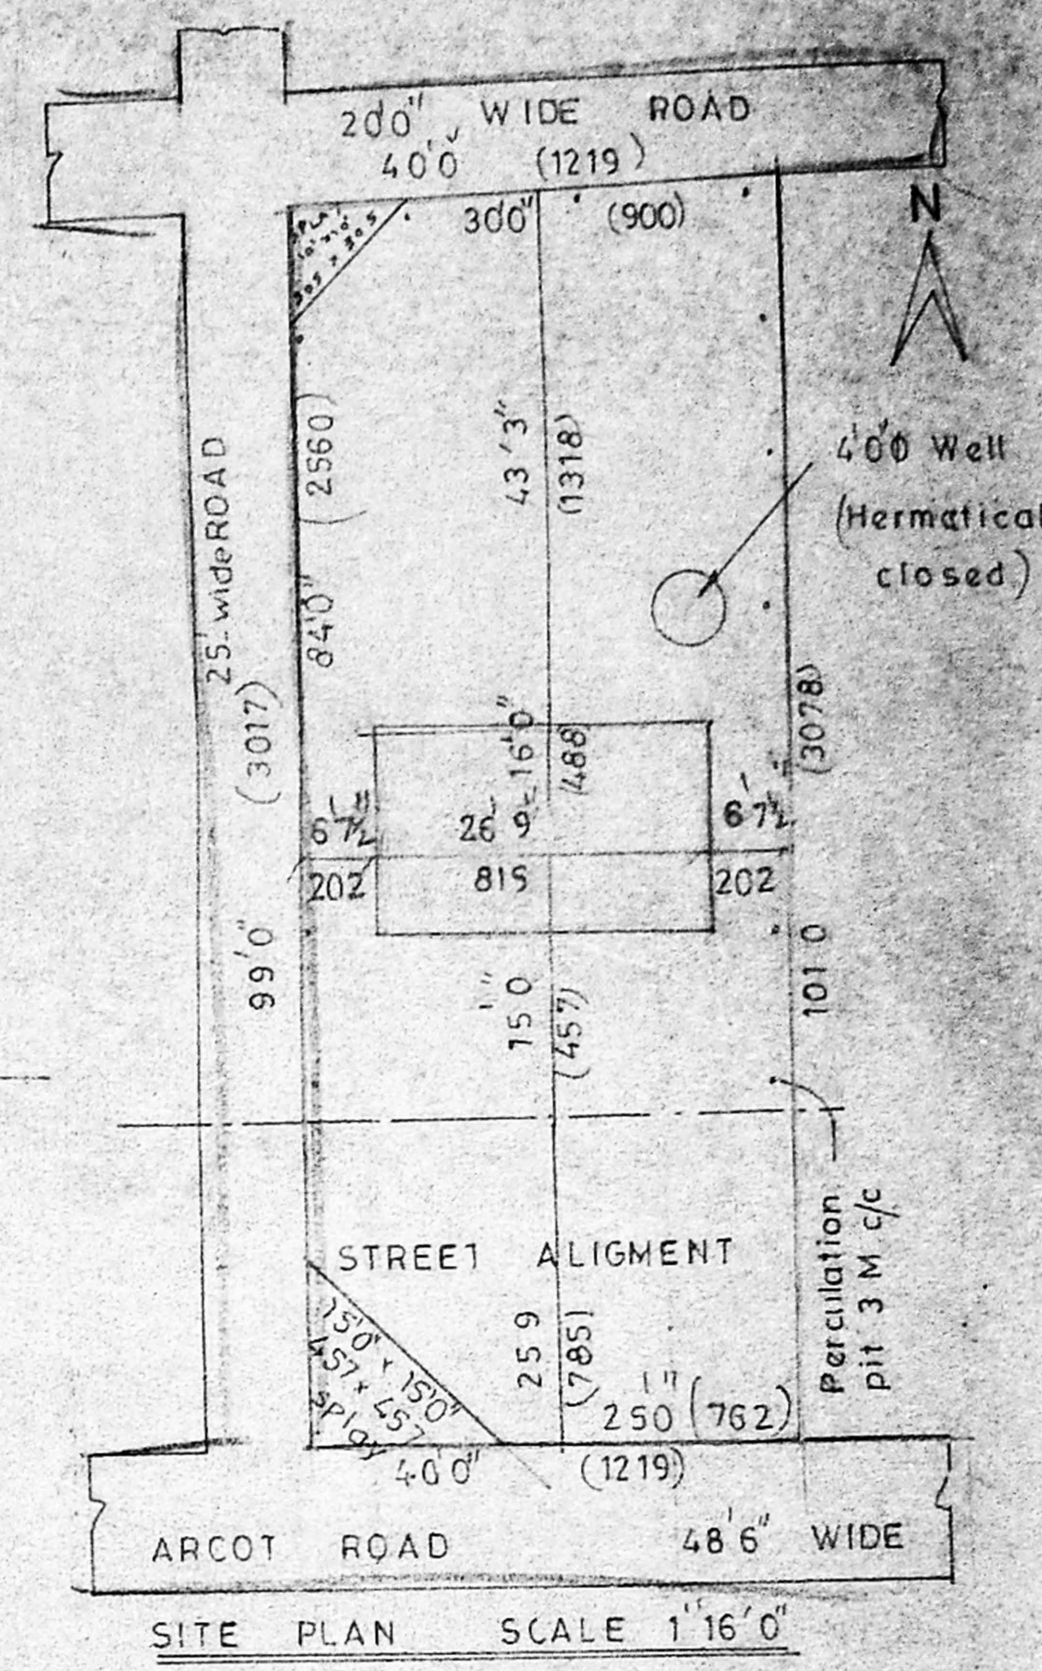 20'0" WIDE ROAD
40'0" (1219)
30'0" (900)
10' x 10'
305 x 305
N
(2560)
84'0"
43'3"
(1318)
4'0"Ø Well
(Hermatical
closed)
25' wide ROAD
(3017)
99'0"
16'0"
(488)
(3078)
101 0
6'7½"
26' 9"
6'7½"
202
815
202
15'0"
(457)
Perculation
pit 3 M c/c
STREET ALIGMENT
15'0" x 15'0"
457 x 457
splay
25 9
(785)
25'0" (762)
40'0" (1219)
ARCOT ROAD 48'6" WIDE
SITE PLAN SCALE 1"16'0"